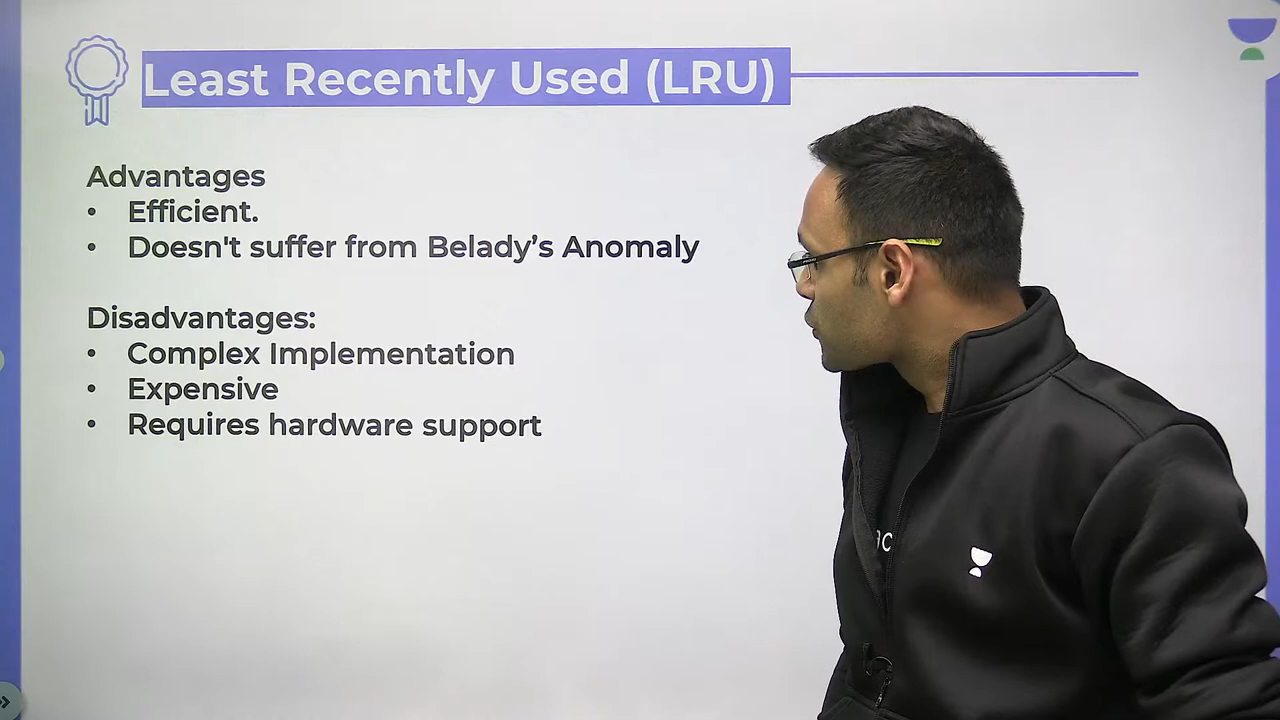 Least Recently Used (LRU)
Advantages
• Efficient.
• Doesn't suffer from Belady’s Anomaly
Disadvantages:
• Complex Implementation
• Expensive
• Requires hardware support